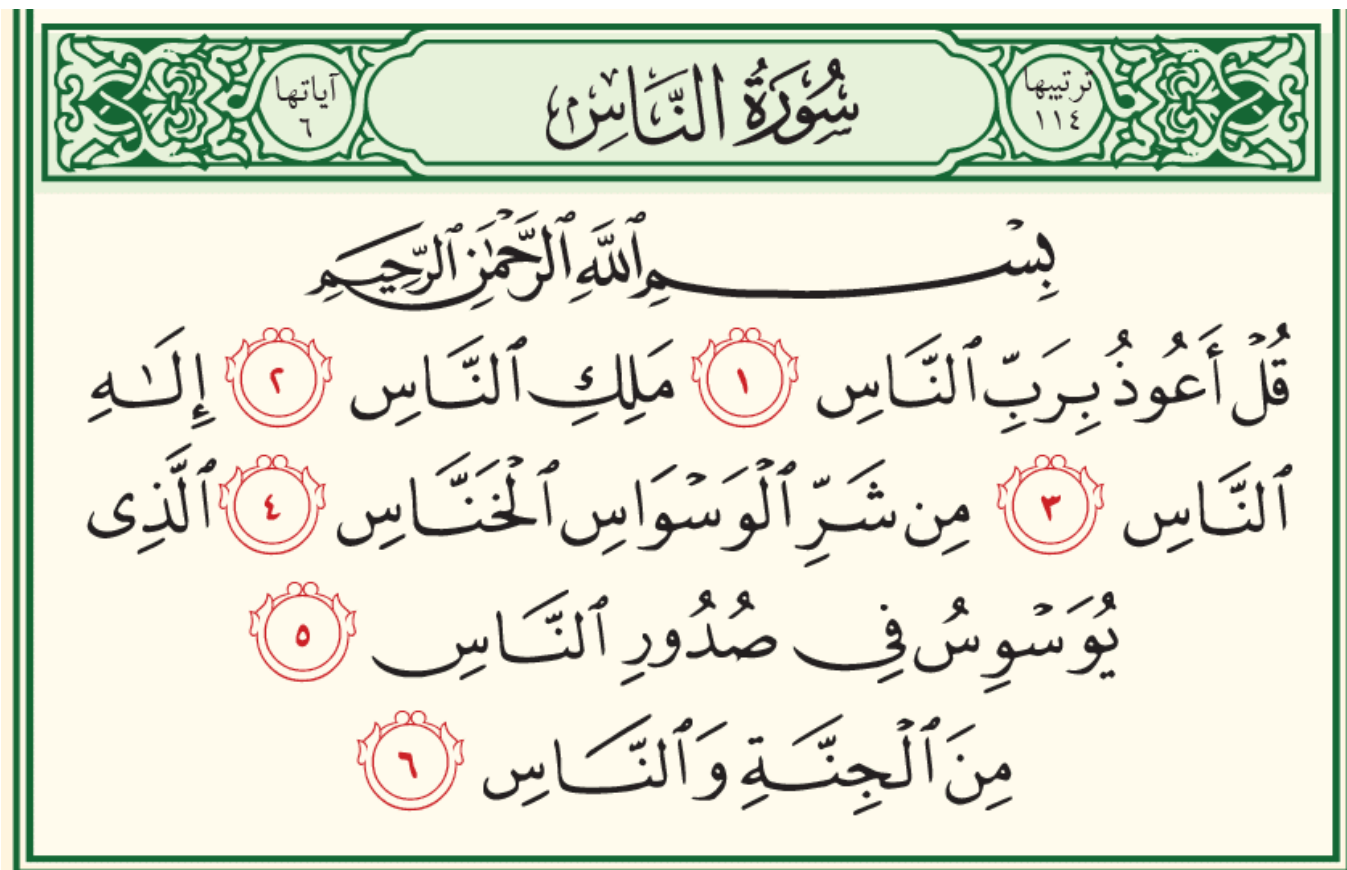 ترتيبها
١١٤
سُورَةُ النَّاسِ
آياتها
٦
بِسْمِ ٱللَّهِ ٱلرَّحْمَٰنِ ٱلرَّحِيمِ
قُلْ أَعُوذُ بِرَبِّ ٱلنَّاسِ ١ مَلِكِ ٱلنَّاسِ ٢ إِلَٰهِ
ٱلنَّاسِ ٣ مِن شَرِّ ٱلْوَسْوَاسِ ٱلْخَنَّاسِ ٤ ٱلَّذِى
يُوَسْوِسُ فِى صُدُورِ ٱلنَّاسِ ٥
مِنَ ٱلْجِنَّةِ وَٱلنَّاسِ ٦